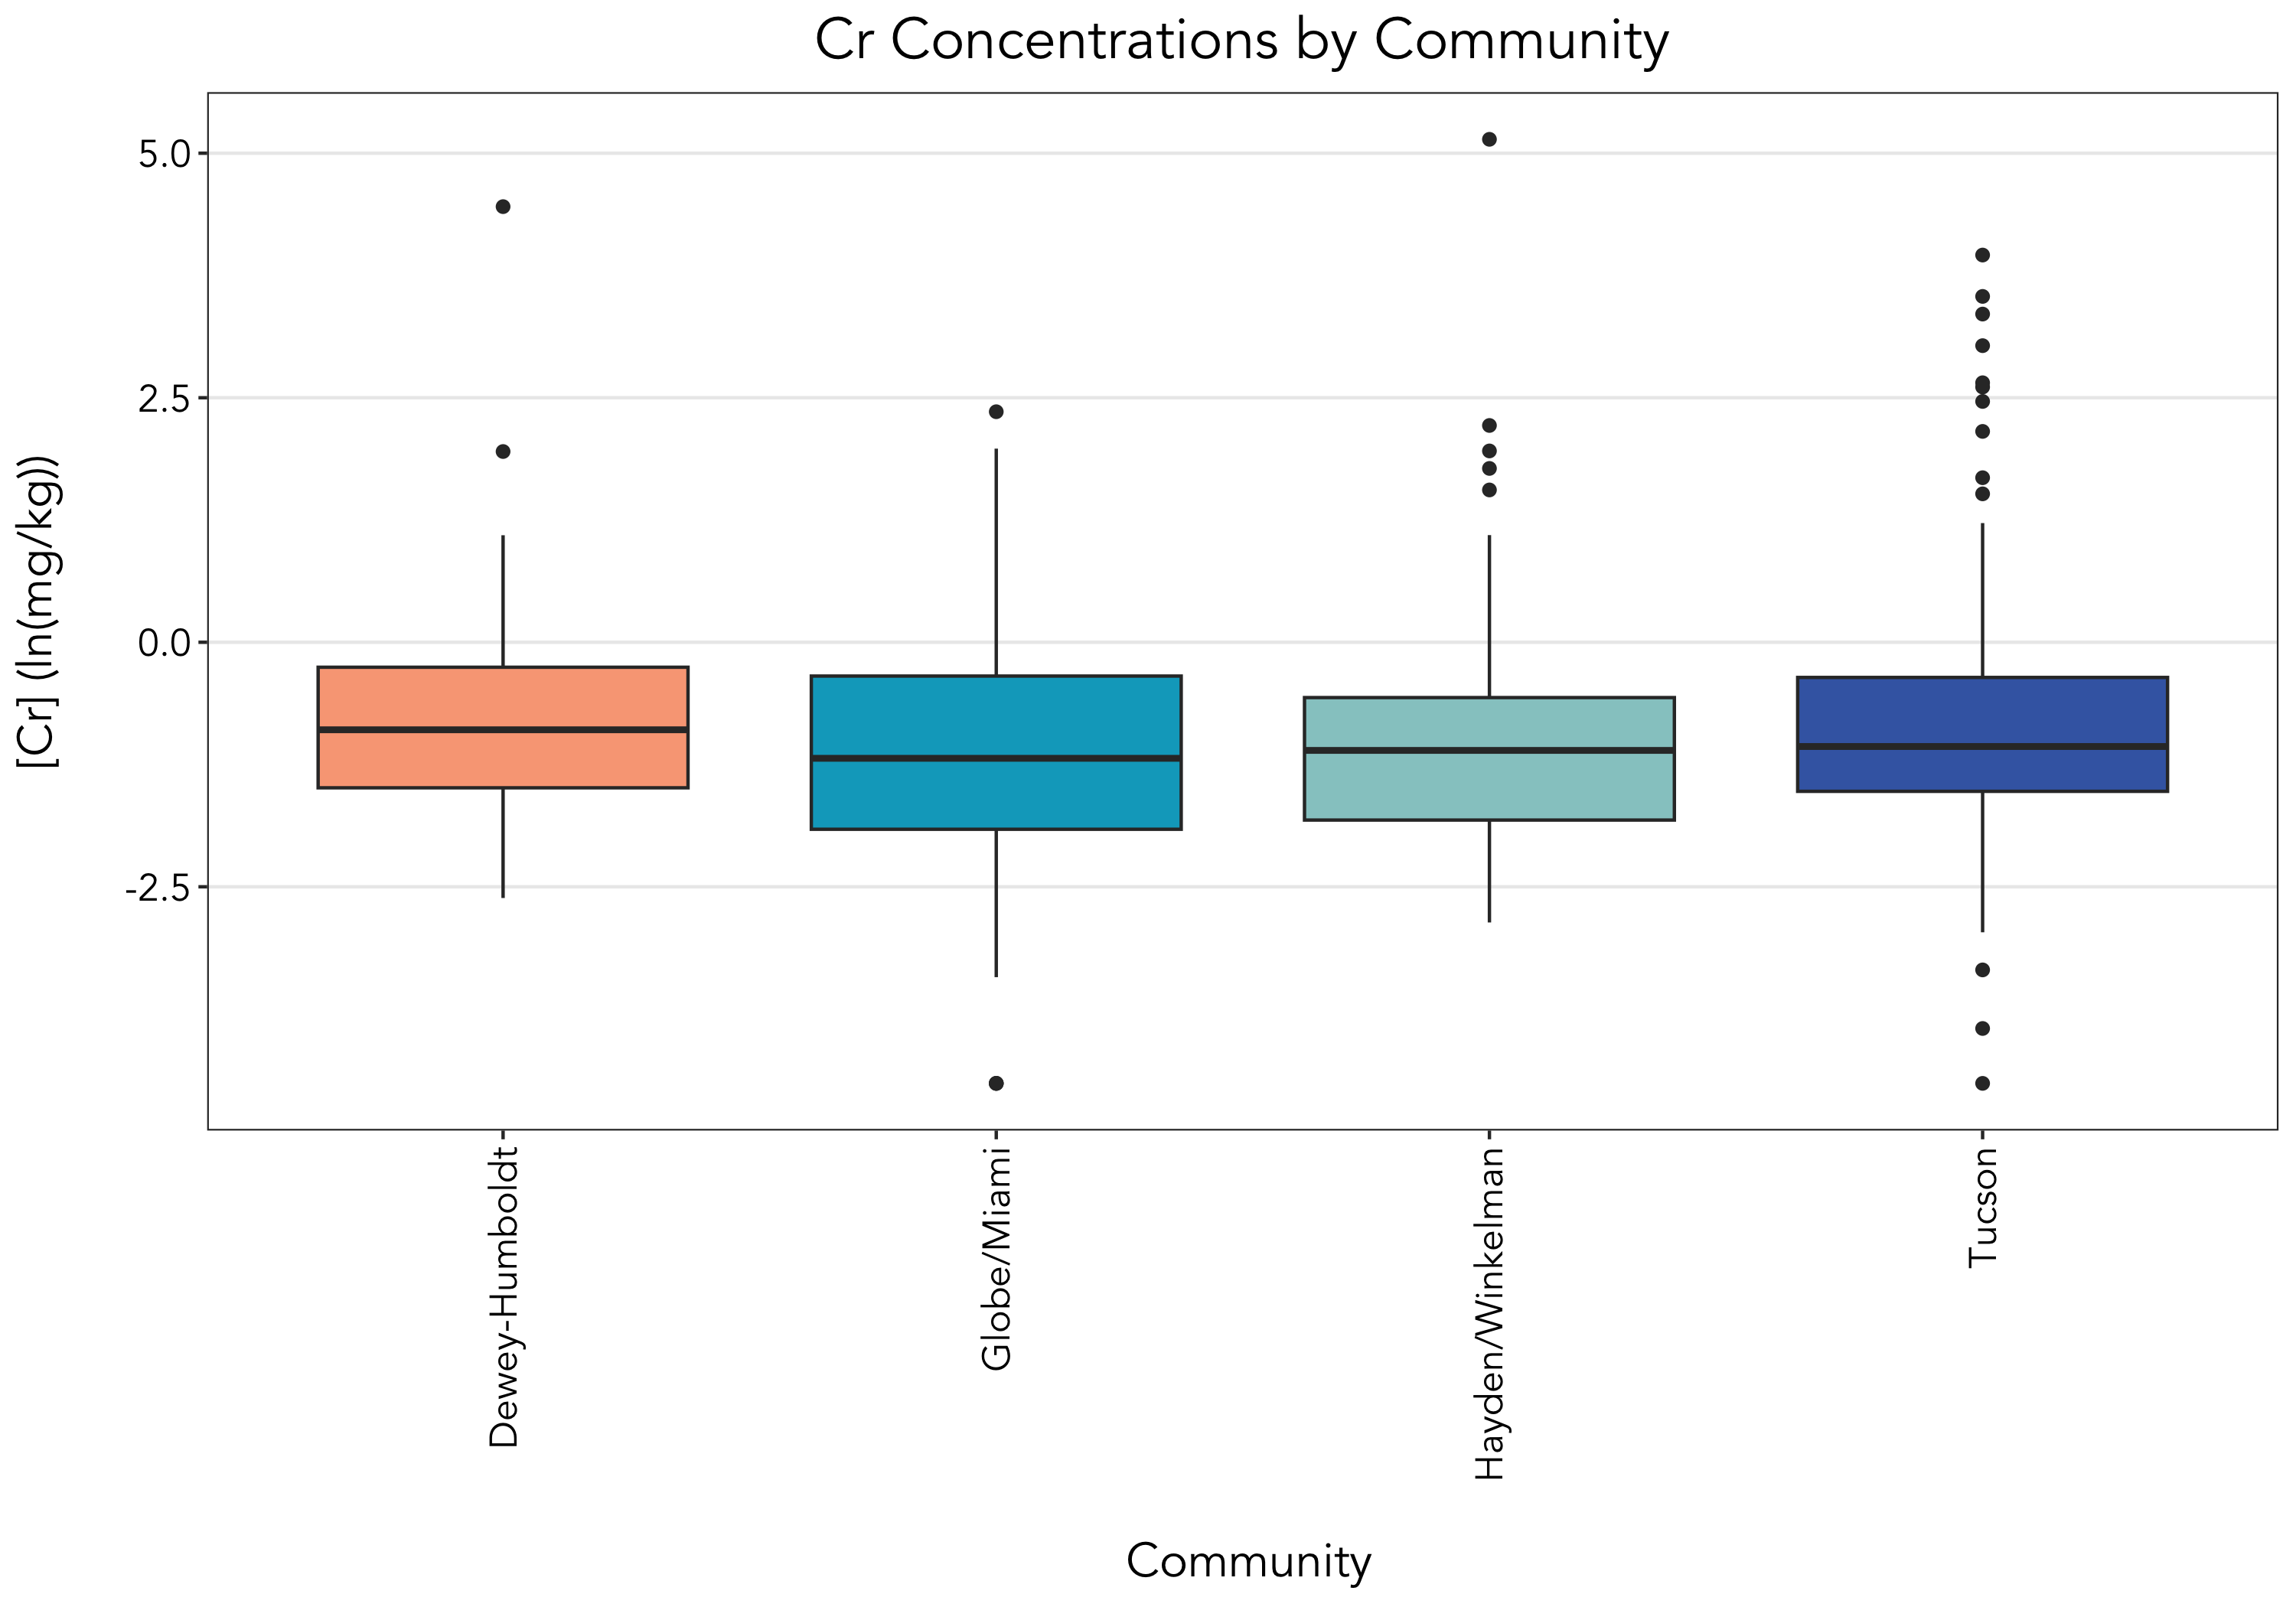 Cr Concentrations by Community
[Cr] (ln(mg/kg))
5.0
2.5
0.0
-2.5
Dewey-Humboldt
Globe/Miami
Hayden/Winkelman
Tucson
Community